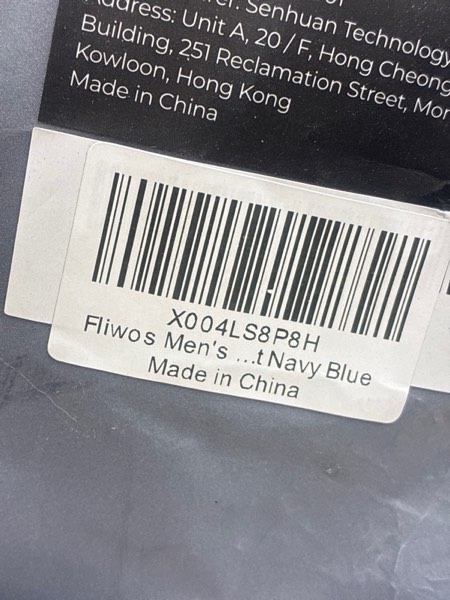 Senhuan Technology
Address: Unit A, 20/F, Hong Cheong
Building, 251 Reclamation Street,
Kowloon, Hong Kong
Made in China
X004LS8P8H
Fliwos Men's ...t Navy Blue
Made in China